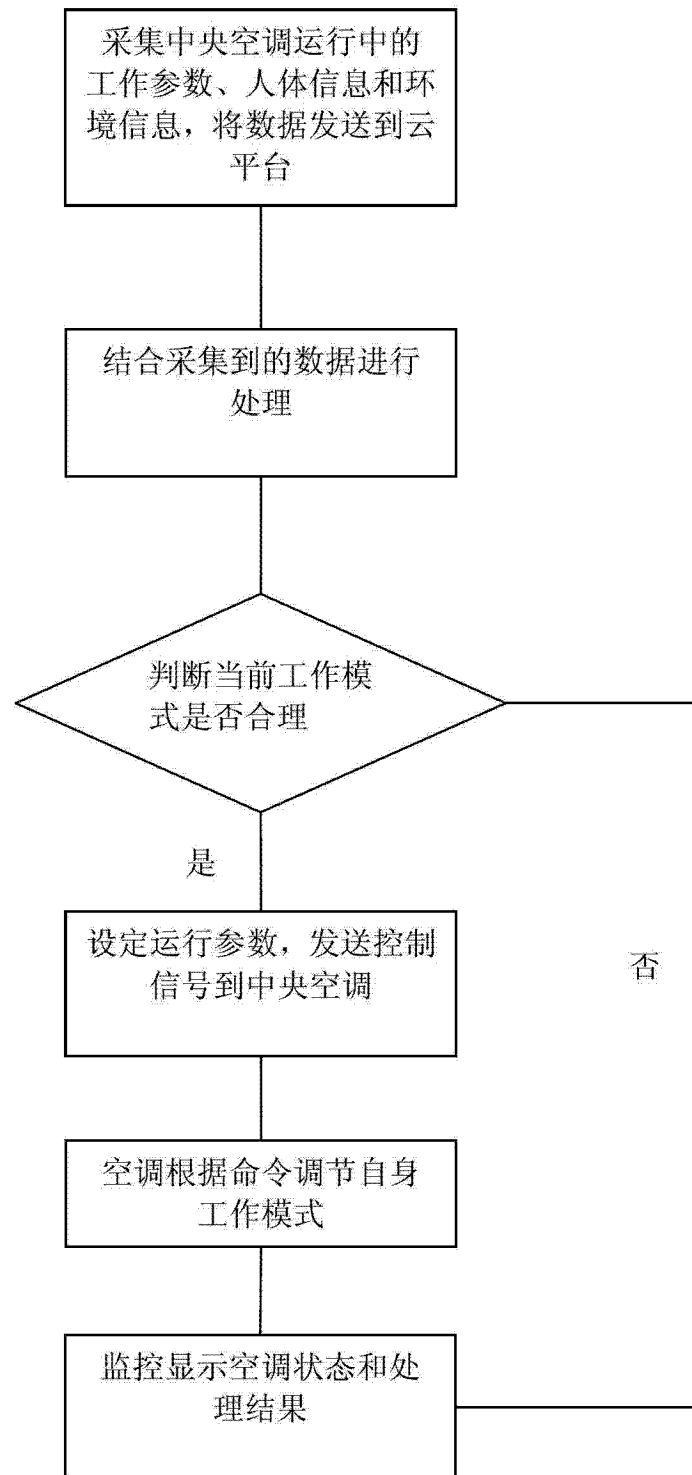 采集中央空调运行中的
工作参数、人体信息和环
境信息，将数据发送到云
平台
结合采集到的数据进行
处理
判断当前工作模
式是否合理
是
设定运行参数，发送控制
信号到中央空调
否
空调根据命令调节自身
工作模式
监控显示空调状态和处
理结果